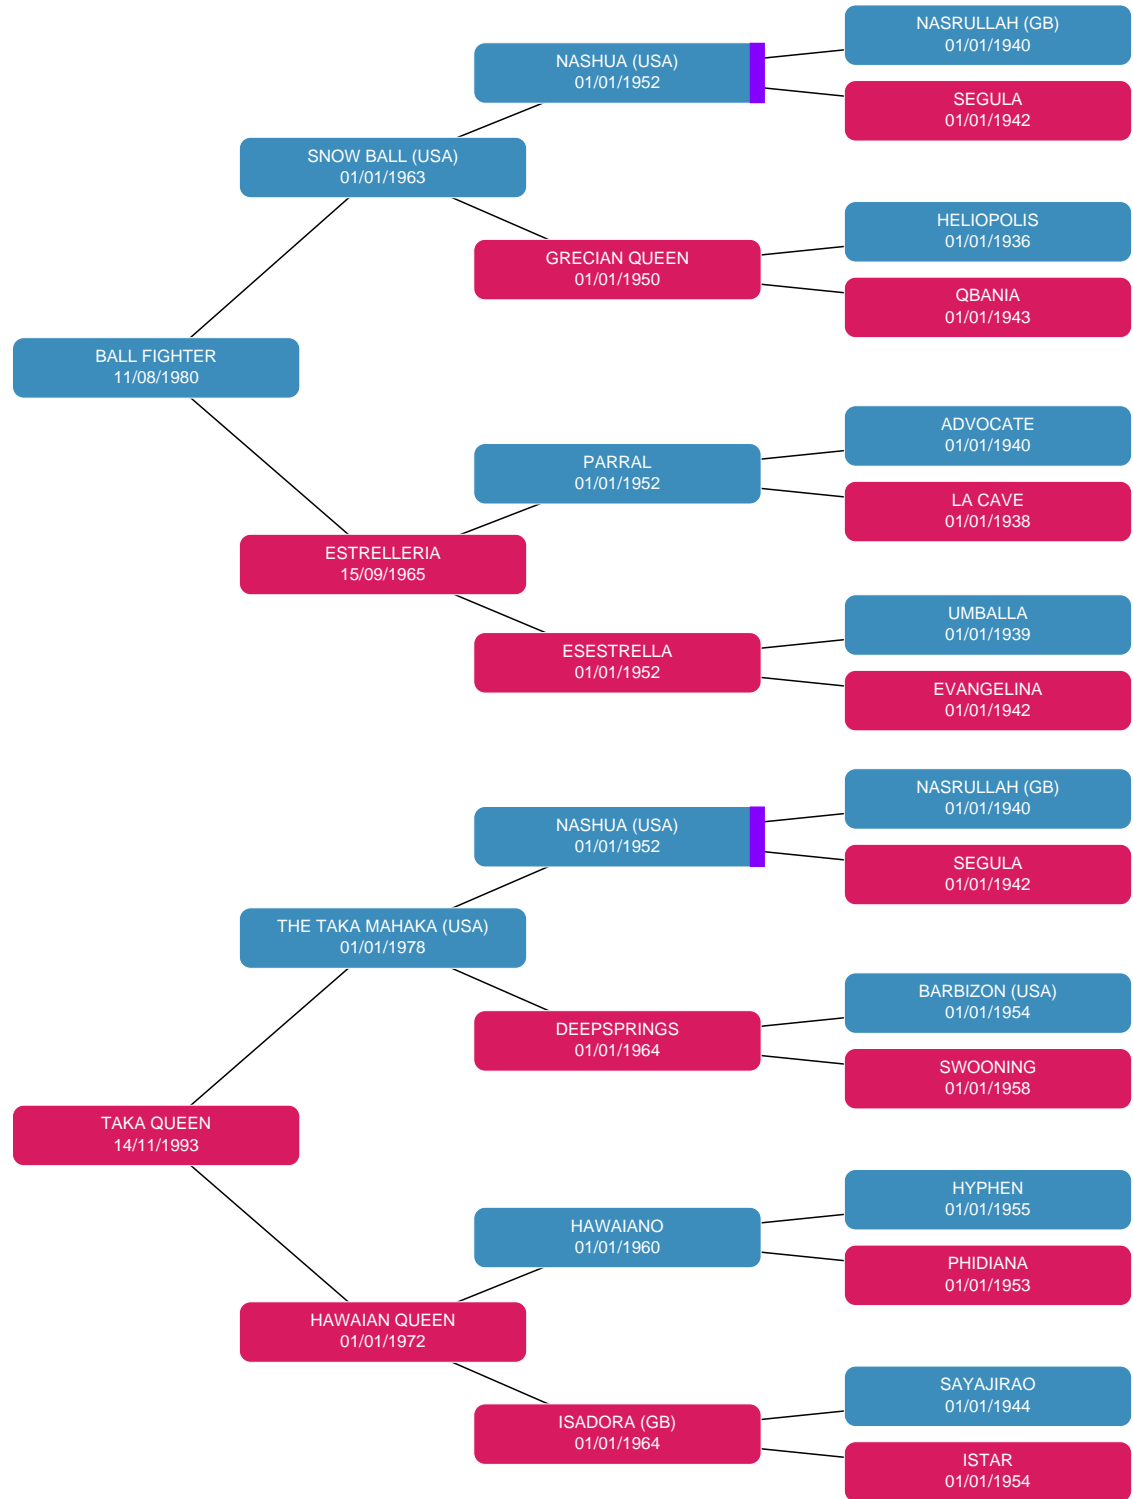 NASRULLAH (GB)
01/01/1940
NASHUA (USA)
01/01/1952
SEGULA
01/01/1942
SNOW BALL (USA)
01/01/1963
HELIOPOLIS
01/01/1936
GRECIAN QUEEN
01/01/1950
QBANIA
01/01/1943
BALL FIGHTER
11/08/1980
ADVOCATE
01/01/1940
PARRAL
01/01/1952
LA CAVE
01/01/1938
ESTRELLERIA
15/09/1965
UMBALLA
01/01/1939
ESESTRELLA
01/01/1952
EVANGELINA
01/01/1942
NASRULLAH (GB)
01/01/1940
NASHUA (USA)
01/01/1952
SEGULA
01/01/1942
THE TAKA MAHAKA (USA)
01/01/1978
BARBIZON (USA)
01/01/1954
DEEPSPRINGS
01/01/1964
SWOONING
01/01/1958
TAKA QUEEN
14/11/1993
HYPHEN
01/01/1955
HAWAIANO
01/01/1960
PHIDIANA
01/01/1953
HAWAIAN QUEEN
01/01/1972
SAYAJIRAO
01/01/1944
ISADORA (GB)
01/01/1964
ISTAR
01/01/1954